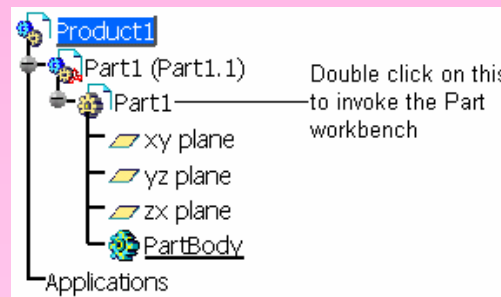 Product1
Part1 (Part1.1)
Double click on this
Part1
to invoke the Part
workbench
xy plane
yz plane
zx plane
PartBody
Applications